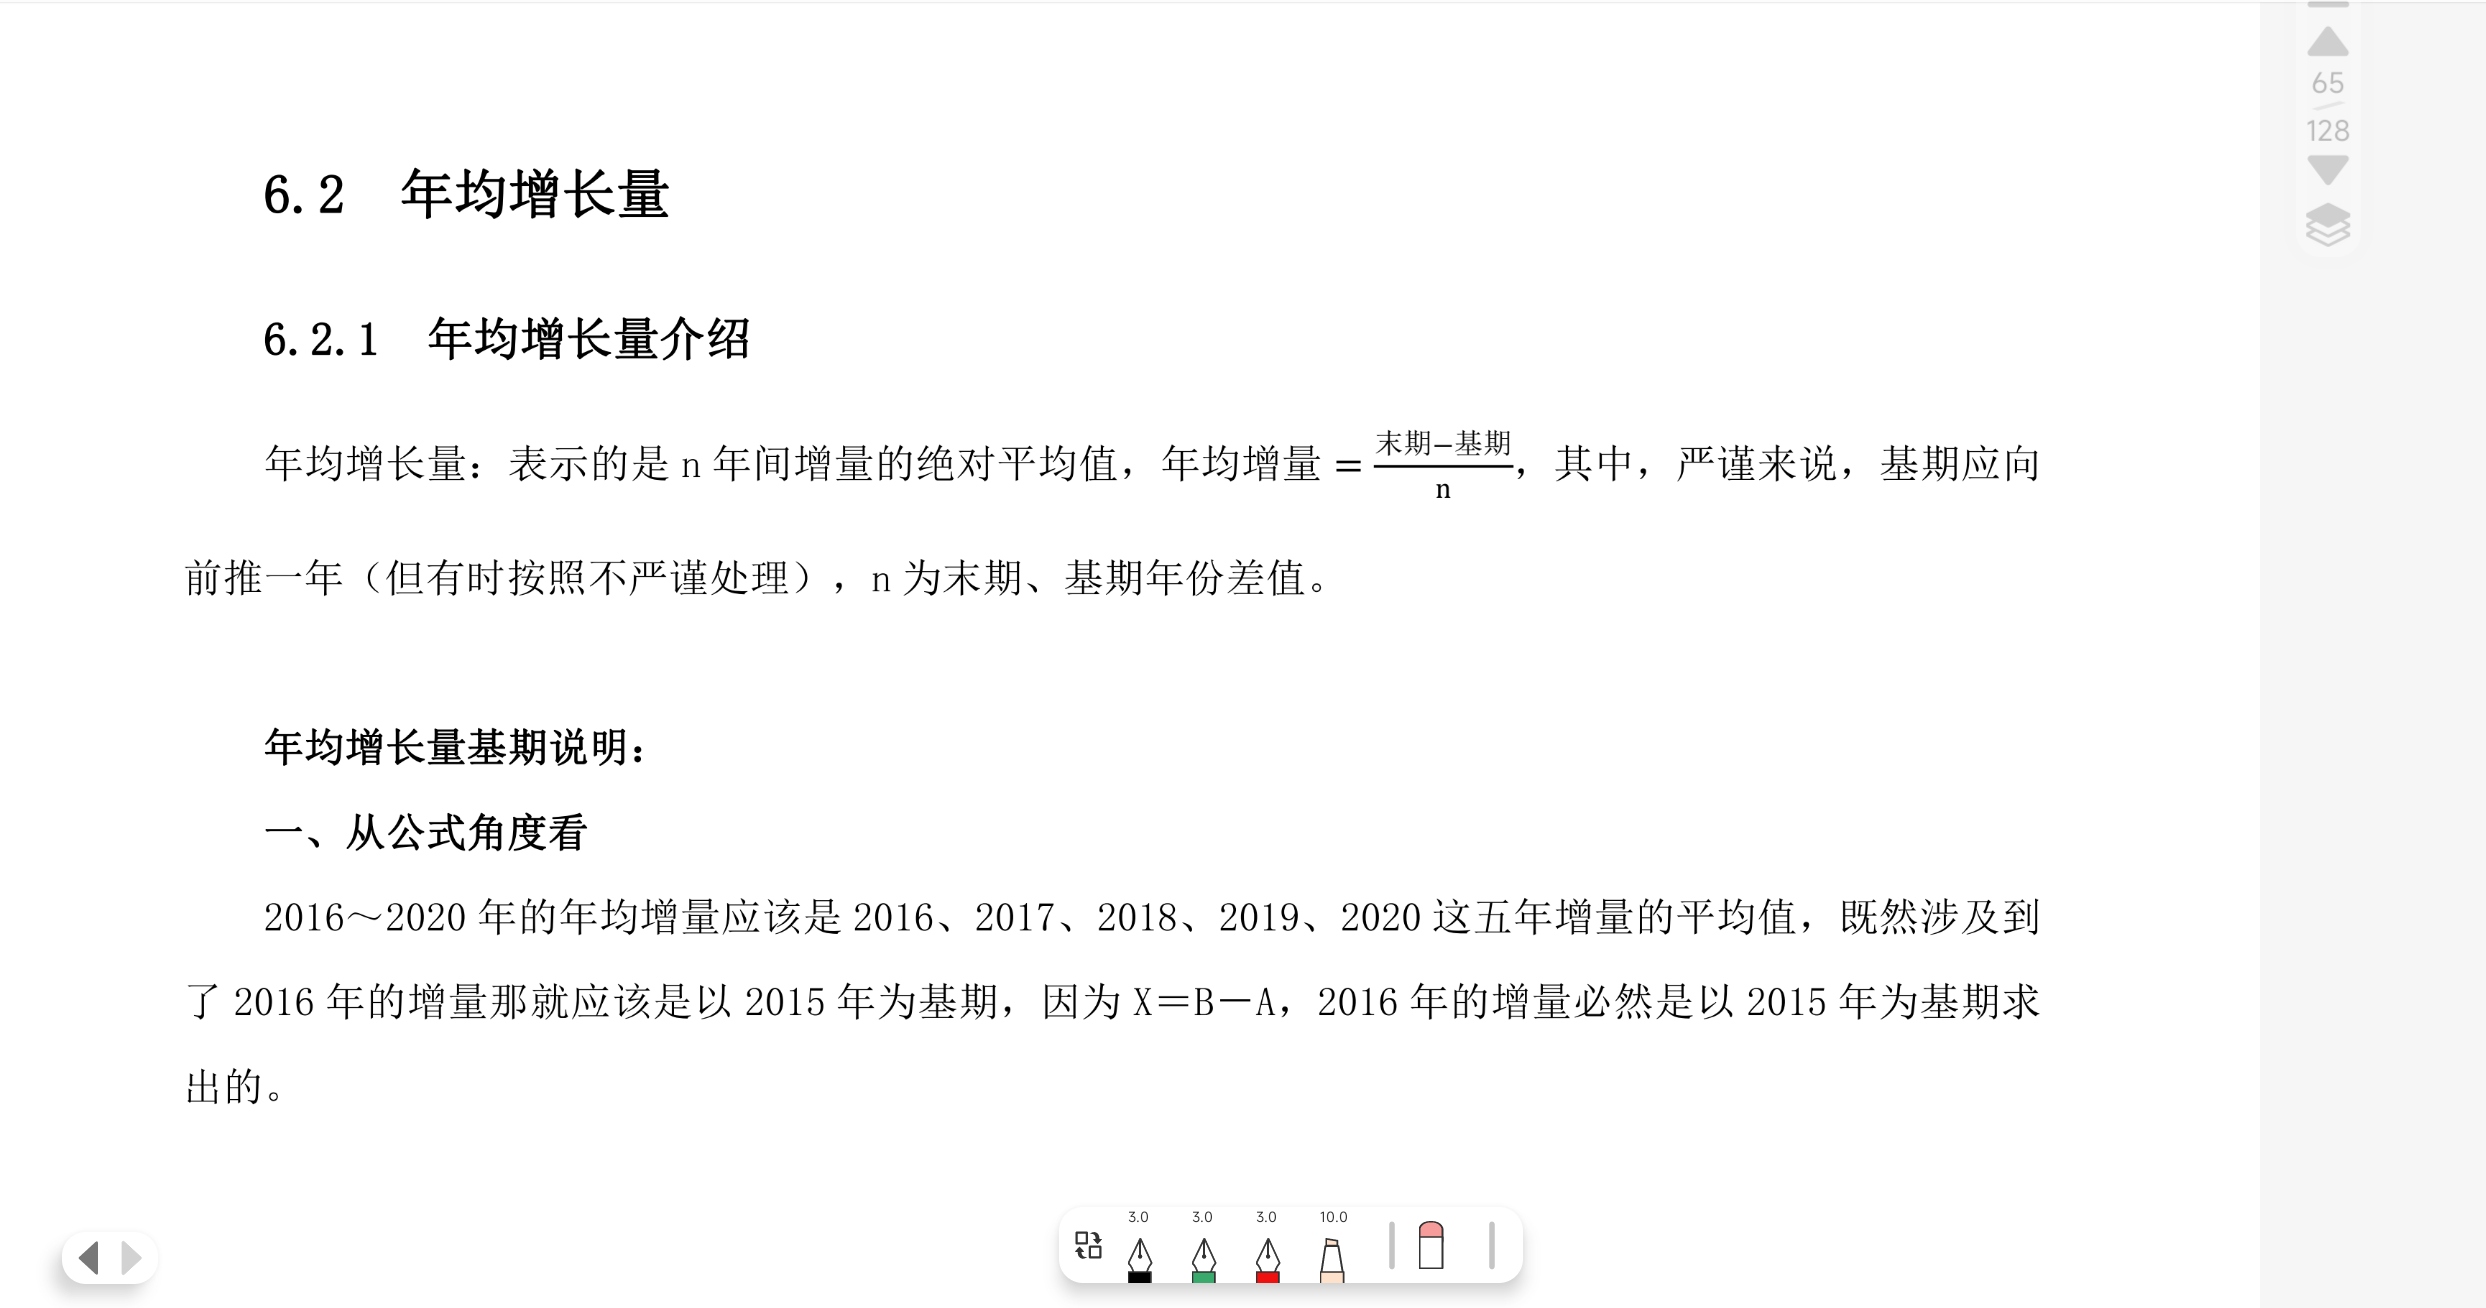 65
128
6.2 年均增长量
6.2.1 年均增长量介绍
年均增长量：表示的是 n 年间增量的绝对平均值，年均增量 = 末期−基期/n，其中，严谨来说，基期应向
前推一年（但有时按照不严谨处理），n 为末期、基期年份差值。
年均增长量基期说明：
一、从公式角度看
2016～2020 年的年均增量应该是 2016、2017、2018、2019、2020 这五年增量的平均值，既然涉及到
了 2016 年的增量那就应该是以 2015 年为基期，因为 X＝B－A，2016 年的增量必然是以 2015 年为基期求
出的。
3.0 3.0 3.0 10.0